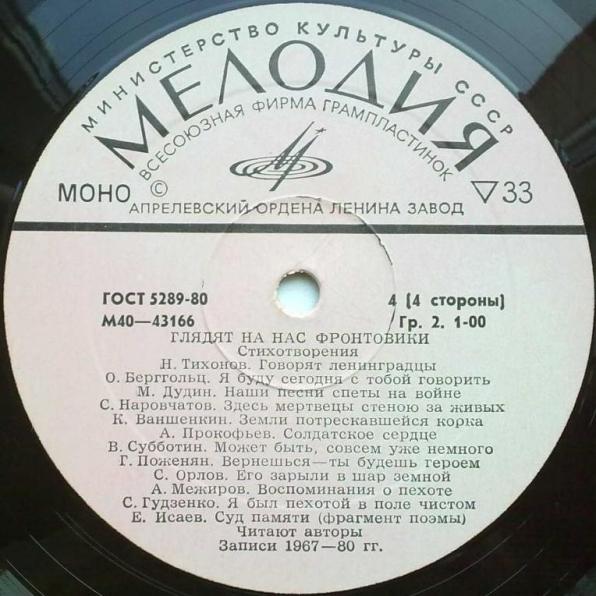 МИНИСТЕРСТВО КУЛЬТУРЫ СССР
МЕЛОДИЯ
ВСЕСОЮЗНАЯ ФИРМА ГРАМПЛАСТИНОК
МОНО © ▽33
АПРЕЛЕВСКИЙ ОРДЕНА ЛЕНИНА ЗАВОД
ГОСТ 5289-80 4 (4 стороны)
М40—43166 Гр. 2. 1-00
ГЛЯДЯТ НА НАС ФРОНТОВИКИ
Стихотворения
Н. Тихонов. Говорят ленинградцы
О. Берггольц. Я буду сегодня с тобой говорить
М. Дудин. Наши песни спеты на войне
С. Наровчатов. Здесь мертвецы стеною за живых
К. Ваншенкин. Земли потрескавшейся корка
А. Прокофьев. Солдатское сердце
В. Субботин. Может быть, совсем уже немного
Г. Поженян. Вернешься—ты будешь героем
С. Орлов. Его зарыли в шар земной
А. Межиров. Воспоминания о пехоте
С. Гудзенко. Я был пехотой в поле чистом
Е. Исаев. Суд памяти (фрагмент поэмы)
Читают авторы
Записи 1967—80 гг.